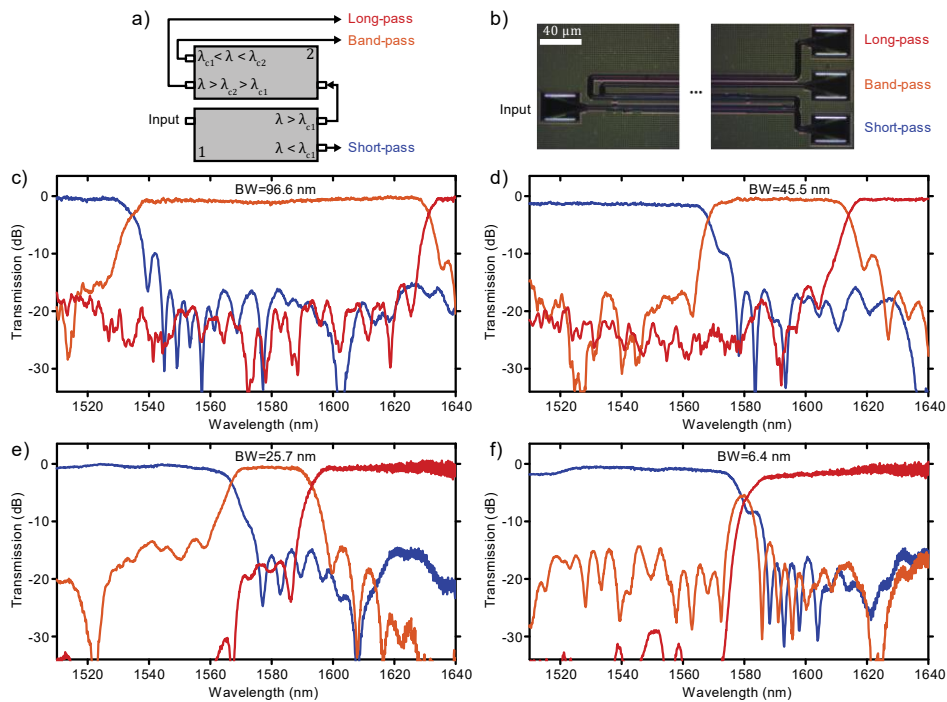 a)
Long-pass
Band-pass
λc1 < λ < λc2
2
λ > λc2 > λc1
Input
λ > λc1
1
λ < λc1
Short-pass
b)
40 μm
Input
...
Long-pass
Band-pass
Short-pass
c)
BW=96.6 nm
Transmission (dB)
0
-10
-20
-30
1520 1540 1560 1580 1600 1620 1640
Wavelength (nm)
d)
BW=45.5 nm
Transmission (dB)
0
-10
-20
-30
1520 1540 1560 1580 1600 1620 1640
Wavelength (nm)
e)
BW=25.7 nm
Transmission (dB)
0
-10
-20
-30
1520 1540 1560 1580 1600 1620 1640
Wavelength (nm)
f)
BW=6.4 nm
Transmission (dB)
0
-10
-20
-30
1520 1540 1560 1580 1600 1620 1640
Wavelength (nm)